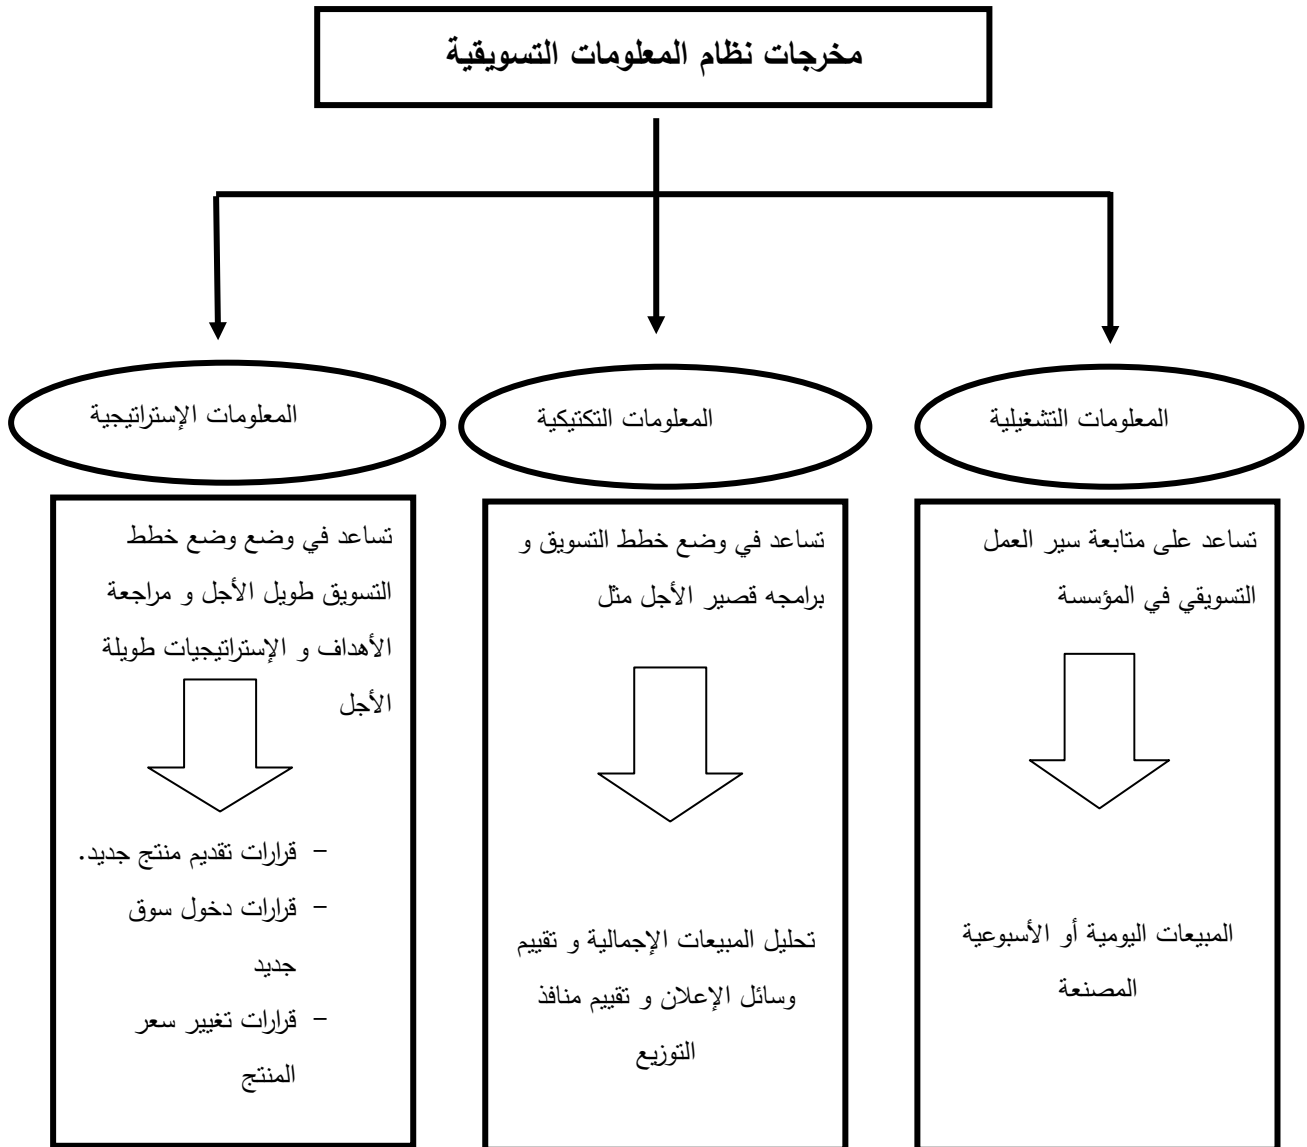 مخرجات نظام المعلومات التسويقية
المعلومات التشغيلية
المعلومات التكتيكية
المعلومات الإستراتيجية
تساعد على متابعة سير العمل
التسويقي في المؤسسة
المبيعات اليومية أو الأسبوعية
المصنعة
تساعد في وضع خطط التسويق و
برامجه قصير الأجل مثل
تحليل المبيعات الإجمالية و تقييم
وسائل الإعلان و تقييم منافذ
التوزيع
تساعد في وضع وضع خطط
التسويق طويل الأجل و مراجعة
الأهداف و الإستراتيجيات طويلة
الأجل
- قرارات تقديم منتج جديد.
- قرارات دخول سوق
جديد
- قرارات تغيير سعر
المنتج